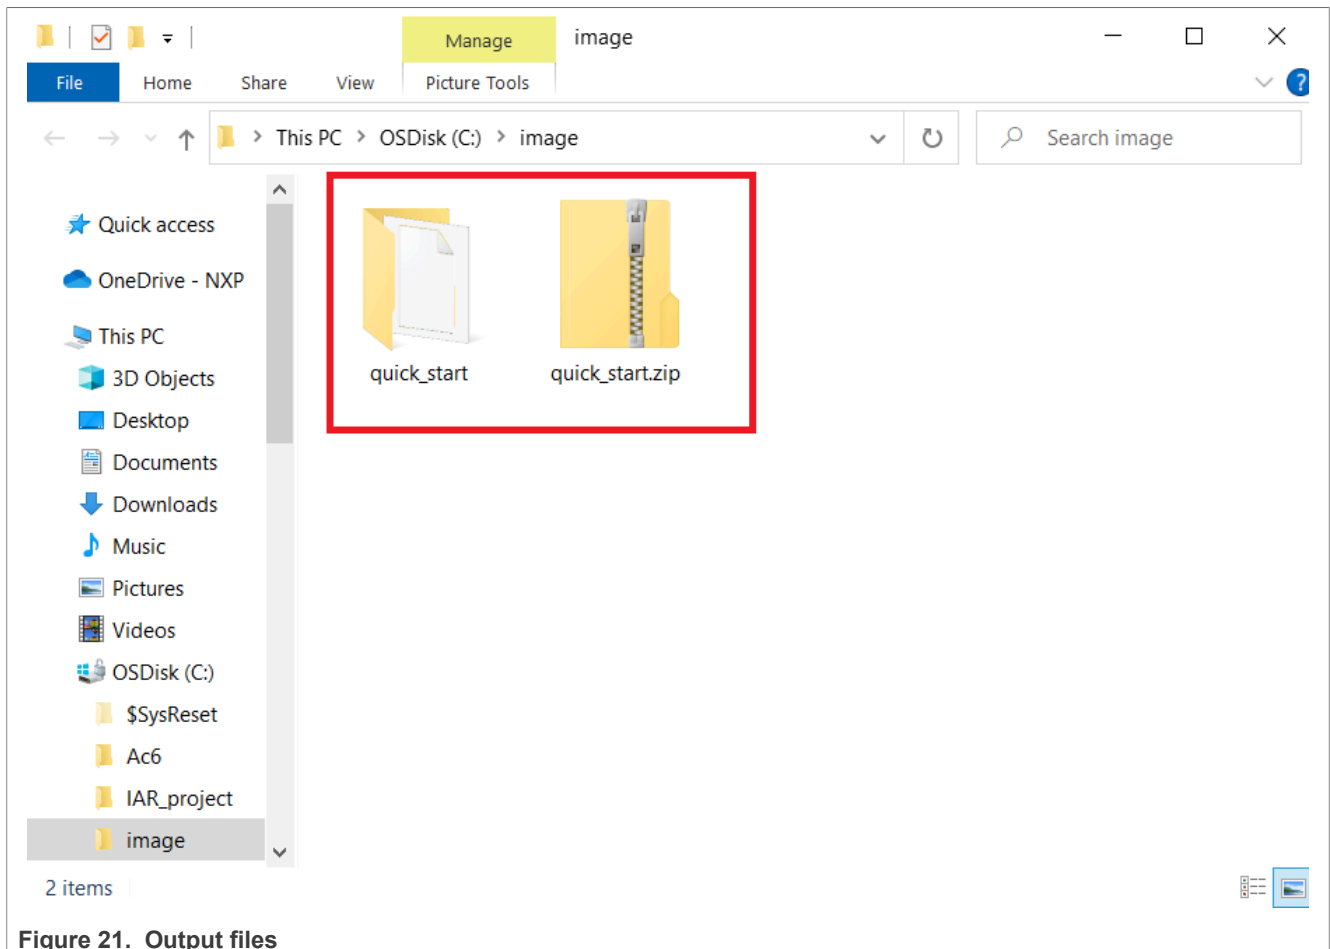 Manage
image
File
Home
Share
View
Picture Tools
?
This PC > OSDisk (C:) > image
Search image
Quick access
OneDrive - NXP
This PC
3D Objects
Desktop
Documents
Downloads
Music
Pictures
Videos
OSDisk (C:)
$SysReset
Ac6
IAR_project
image
quick_start
quick_start.zip
2 items
Figure 21. Output files